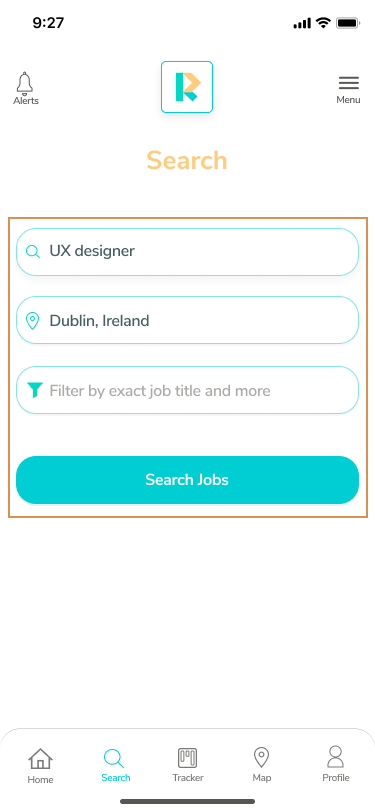 9:27
Alerts
Menu
Search
UX designer
Dublin, Ireland
Filter by exact job title and more
Search Jobs
Home
Search
Tracker
Map
Profile